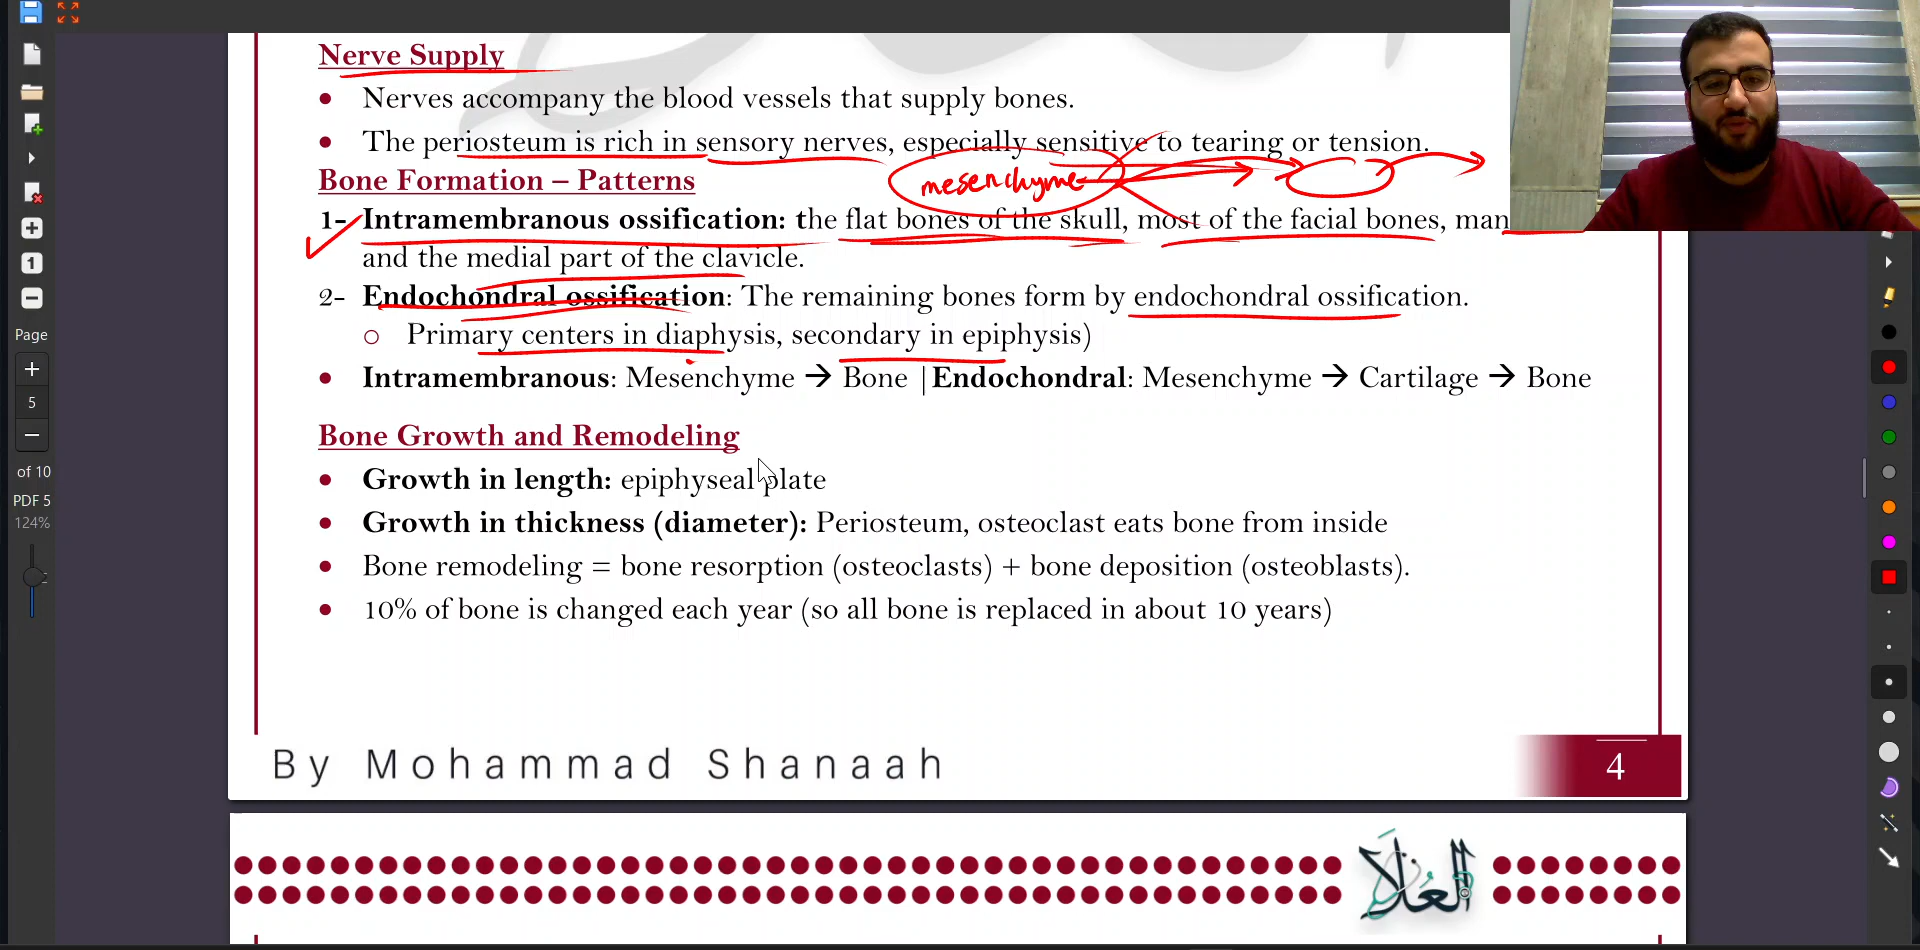 Nerve Supply
• Nerves accompany the blood vessels that supply bones.
• The periosteum is rich in sensory nerves, especially sensitive to tearing or tension.
mesenchyme
Bone Formation – Patterns
1- Intramembranous ossification: the flat bones of the skull, most of the facial bones, man
and the medial part of the clavicle.
2- Endochondral ossification: The remaining bones form by endochondral ossification.
o Primary centers in diaphysis, secondary in epiphysis)
• Intramembranous: Mesenchyme → Bone |Endochondral: Mesenchyme → Cartilage → Bone
Bone Growth and Remodeling
• Growth in length: epiphyseal plate
• Growth in thickness (diameter): Periosteum, osteoclast eats bone from inside
• Bone remodeling = bone resorption (osteoclasts) + bone deposition (osteoblasts).
• 10% of bone is changed each year (so all bone is replaced in about 10 years)
By Mohammad Shanaah
4
العُلا
1
Page
5
of 10
PDF 5
124%